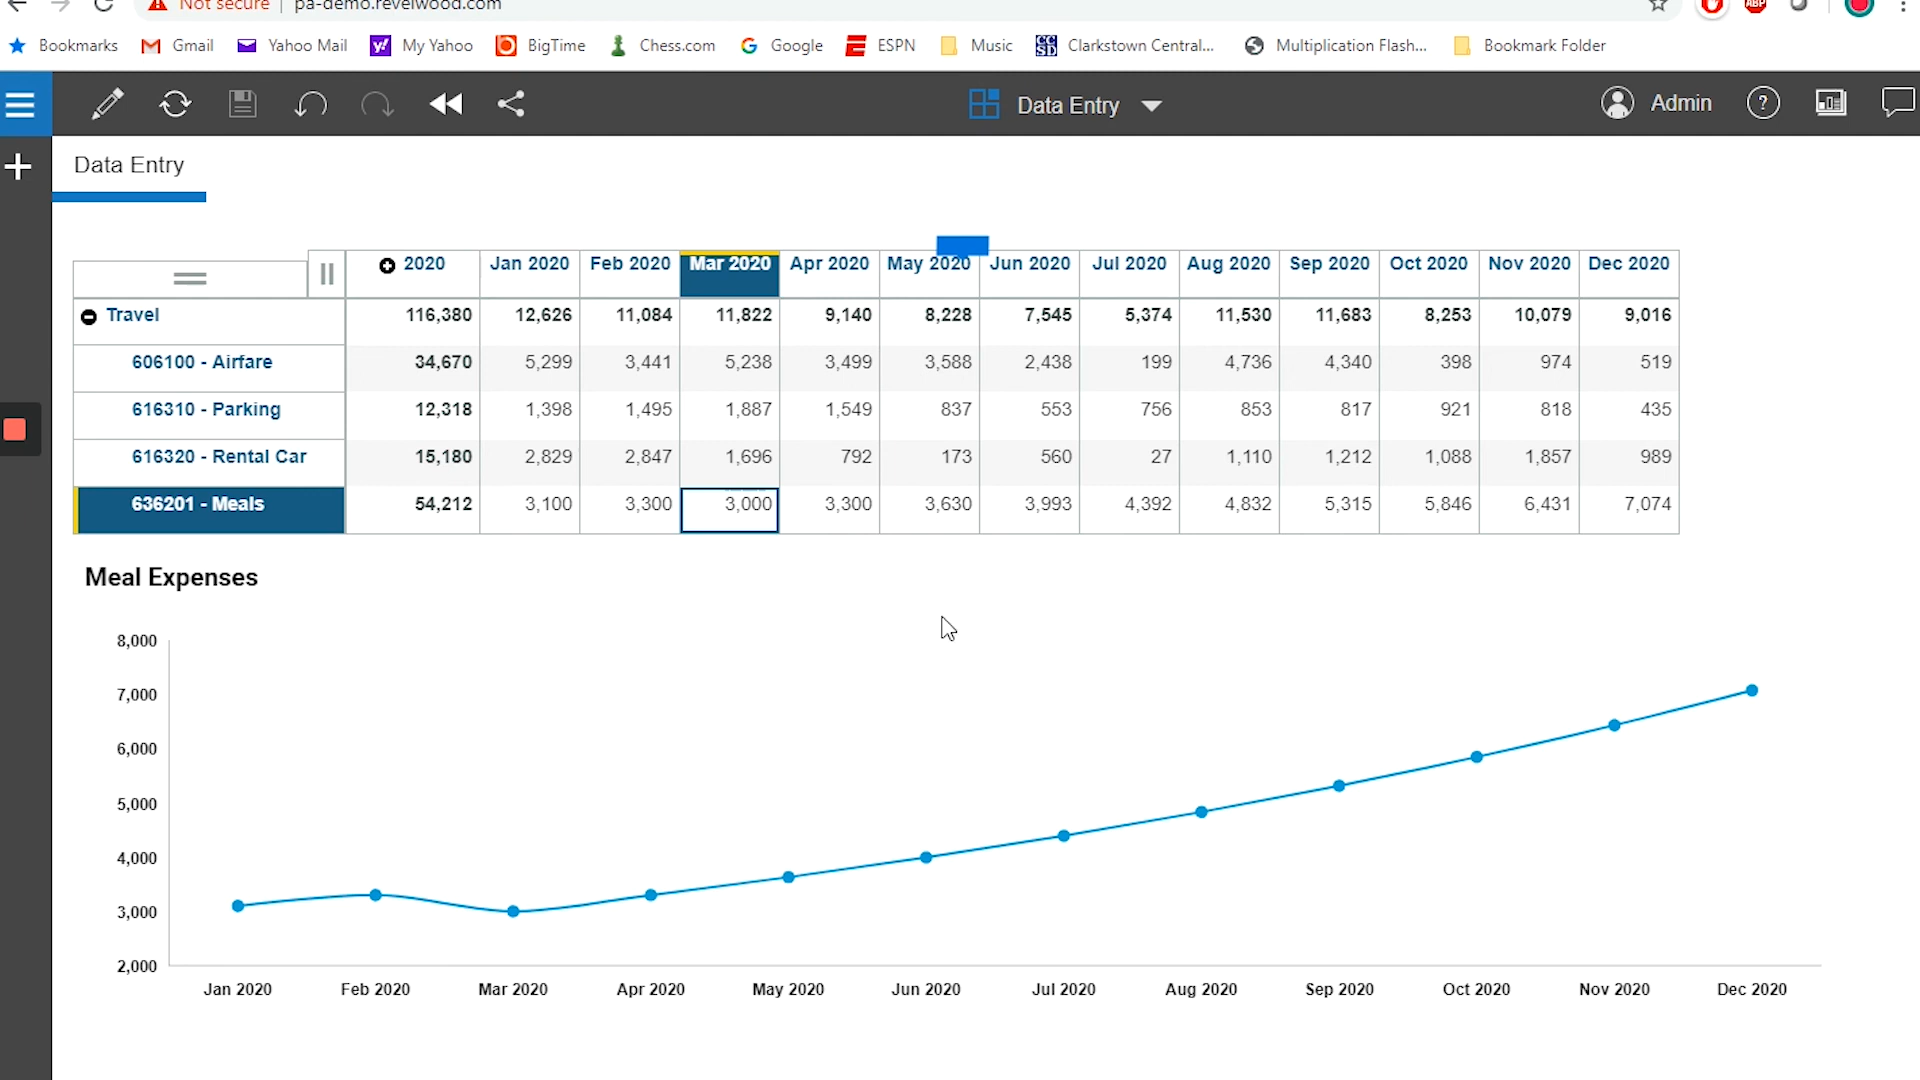 Not secure | pa-demo.revelwood.com
ABP
Bookmarks Gmail Yahoo Mail My Yahoo BigTime Chess.com Google ESPN Music Clarkstown Central... Multiplication Flash... Bookmark Folder
Data Entry Admin ?
Data Entry
2020 Jan 2020 Feb 2020 Mar 2020 Apr 2020 May 2020 Jun 2020 Jul 2020 Aug 2020 Sep 2020 Oct 2020 Nov 2020 Dec 2020
Travel 116,380 12,626 11,084 11,822 9,140 8,228 7,545 5,374 11,530 11,683 8,253 10,079 9,016
606100 - Airfare 34,670 5,299 3,441 5,238 3,499 3,588 2,438 199 4,736 4,340 398 974 519
616310 - Parking 12,318 1,398 1,495 1,887 1,549 837 553 756 853 817 921 818 435
616320 - Rental Car 15,180 2,829 2,847 1,696 792 173 560 27 1,110 1,212 1,088 1,857 989
636201 - Meals 54,212 3,100 3,300 3,000 3,300 3,630 3,993 4,392 4,832 5,315 5,846 6,431 7,074
Meal Expenses
8,000
7,000
6,000
5,000
4,000
3,000
2,000
Jan 2020 Feb 2020 Mar 2020 Apr 2020 May 2020 Jun 2020 Jul 2020 Aug 2020 Sep 2020 Oct 2020 Nov 2020 Dec 2020